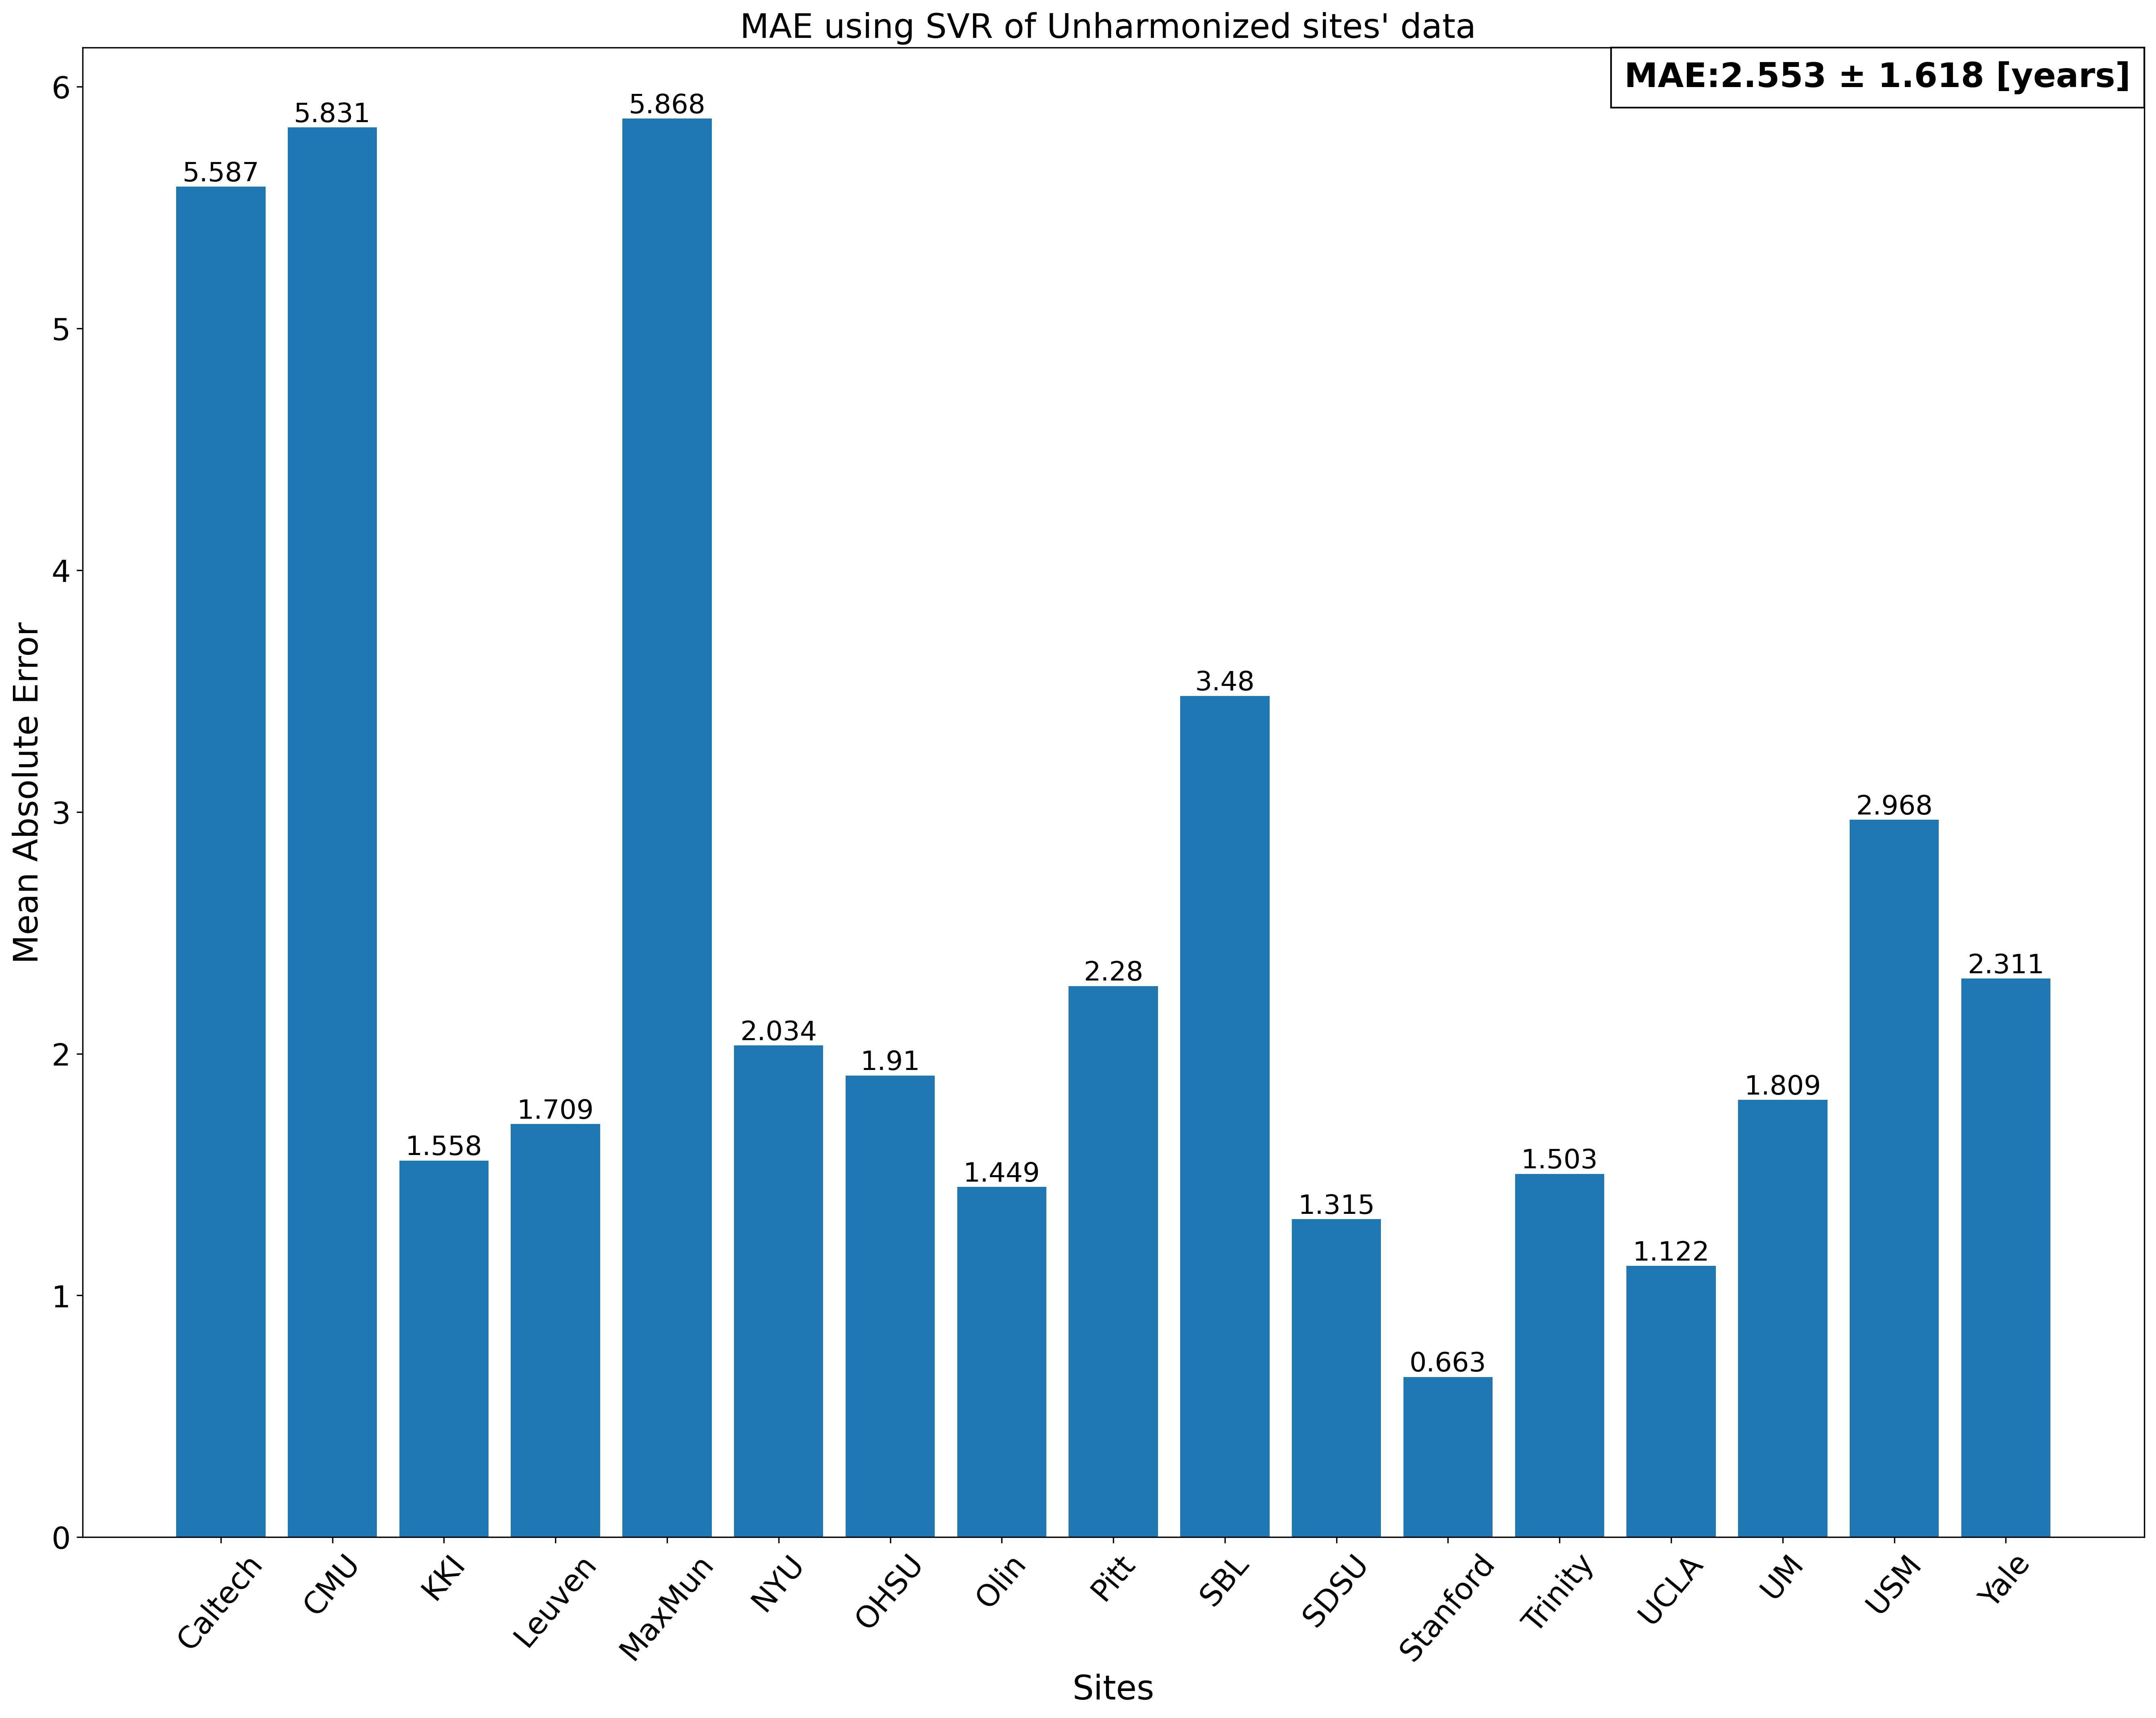 MAE using SVR of Unharmonized sites' data
MAE:2.553 ± 1.618 [years]
Mean Absolute Error
6
5
4
3
2
1
0
5.587
5.831
1.558
1.709
5.868
2.034
1.91
1.449
2.28
3.48
1.315
0.663
1.503
1.122
1.809
2.968
2.311
Caltech
CMU
KKI
Leuven
MaxMun
NYU
OHSU
Olin
Pitt
SBL
SDSU
Stanford
Trinity
UCLA
UM
USM
Yale
Sites